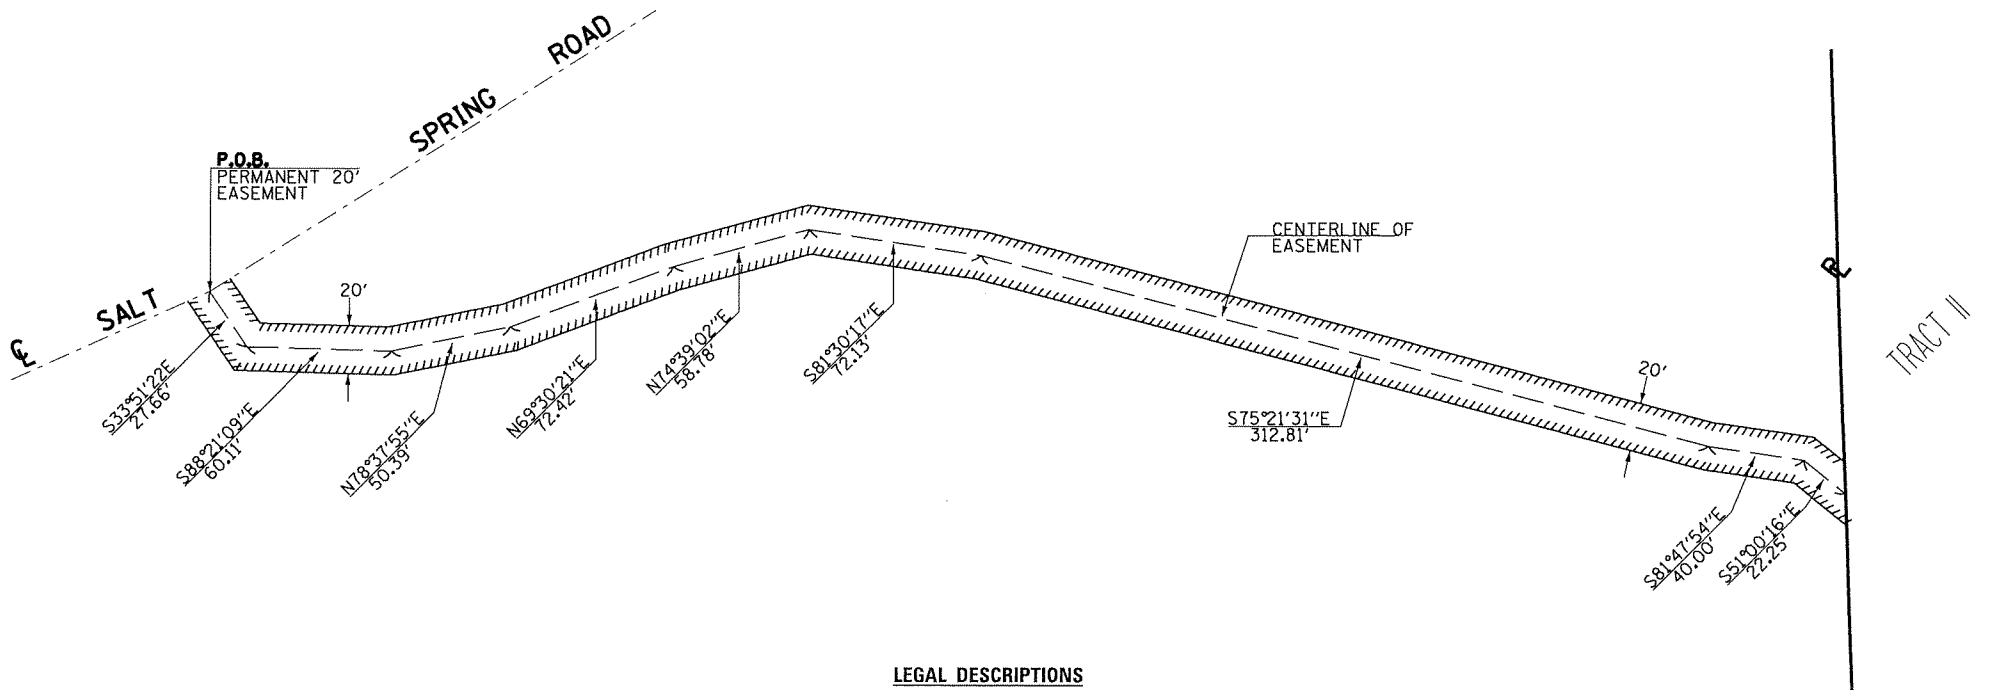 ROAD
SPRING
SALT
℄
P.O.B.
PERMANENT 20'
EASEMENT
20'
CENTERLINE OF
EASEMENT
℄
TRACT II
S33°51'22E
27.66'
S88°21'09''E
60.11'
N78°37'55''E
50.39'
N69°30'21''E
72.42'
N74°39'02''E
58.78'
S81°30'17''E
72.13'
S75°21'31''E
312.81'
20'
S81°47'54''E
40.00'
S51°00'16''E
22.25'
LEGAL DESCRIPTIONS